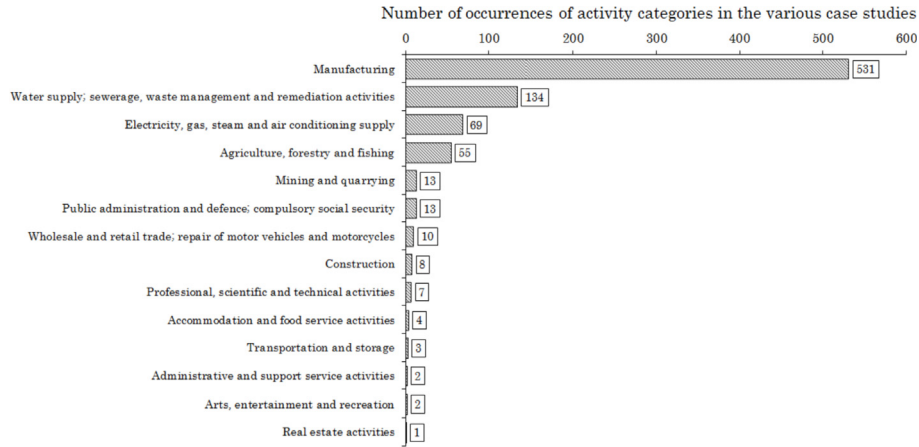 Number of occurrences of activity categories in the various case studies
0 100 200 300 400 500 600
Manufacturing 531
Water supy; sewerage, waste management and remediation activities 134
Electricity, gas, steam and air conditioning supply 69
Agriculture, forestry and fishing 55
Mining and quarrying 13
Public administration and defence; compulsory social security 13
Wholesale and retail trade; repair of motor vehicles and motorcycles 10
Construction 8
Professional, scientific and technical activities 7
Accommodation and food service activities 4
Transportation and storage 3
Administrative and support service activities 2
Arts, entertainment and recreation 2
Real estate activities 1